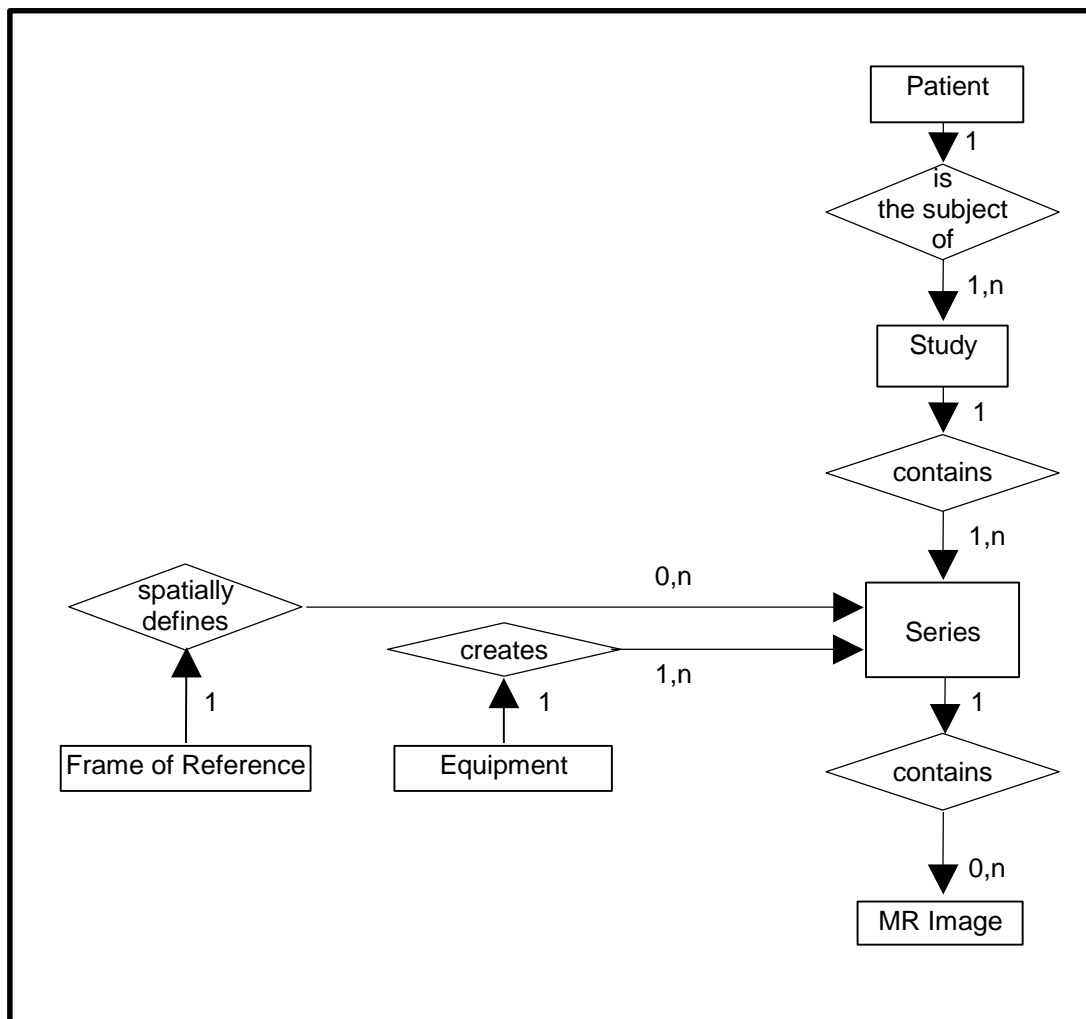 Patient
1
is
the subject
of
1,n
Study
1
contains
1,n
spatially
defines
0,n
creates
1,n
Series
1
1
1
Frame of Reference
Equipment
contains
0,n
MR Image